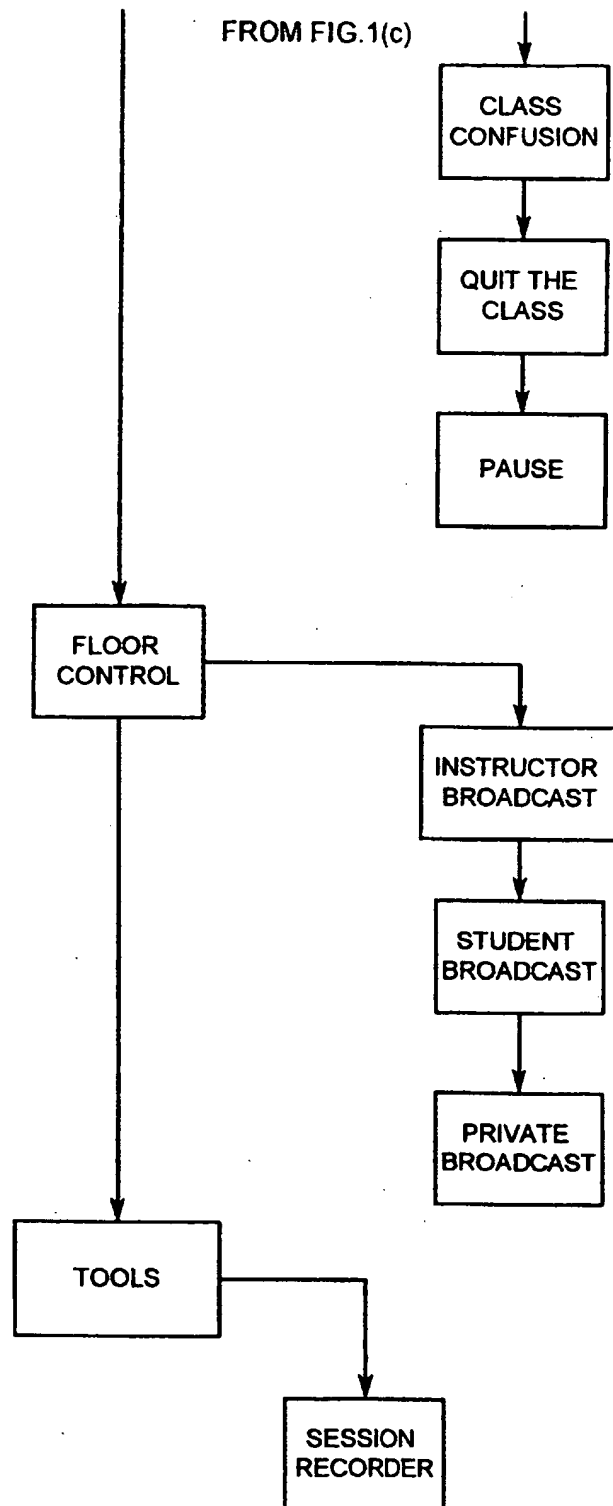 FROM FIG.1(c)
CLASS
CONFUSION
QUIT THE
CLASS
PAUSE
FLOOR
CONTROL
INSTRUCTOR
BROADCAST
STUDENT
BROADCAST
PRIVATE
BROADCAST
TOOLS
SESSION
RECORDER